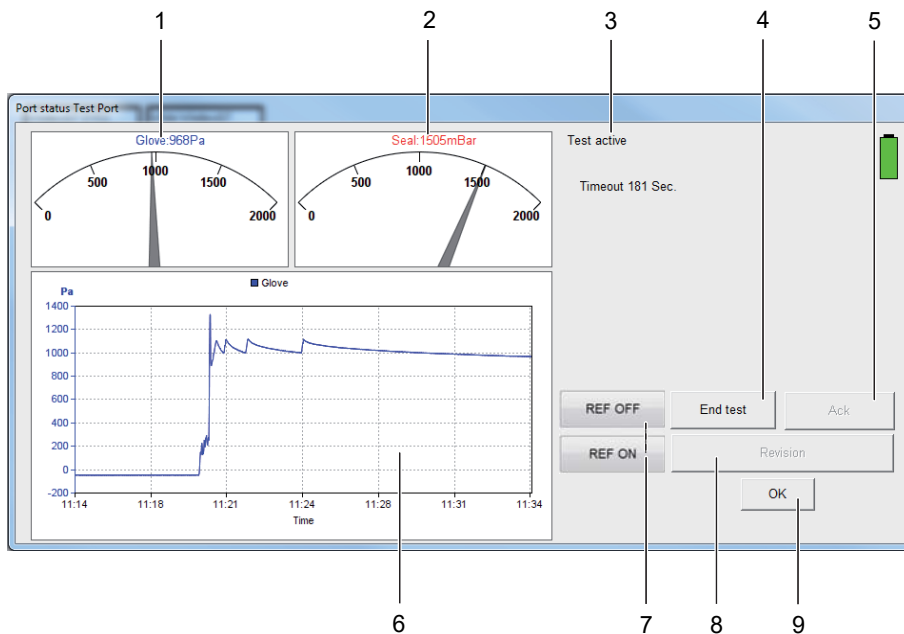 1 2 3 4 5
Port status Test Port
Glove:968Pa
0 500 1000 1500 2000
Seal:1505mBar
0 500 1000 1500 2000
Test active
Timeout 181 Sec.
Glove
Pa
1400
1200
1000
800
600
400
200
0
-200
11:14 11:18 11:21 11:24 11:28 11:31 11:34
Time
REF OFF End test Ack
REF ON Revision
OK
6 7 8 9